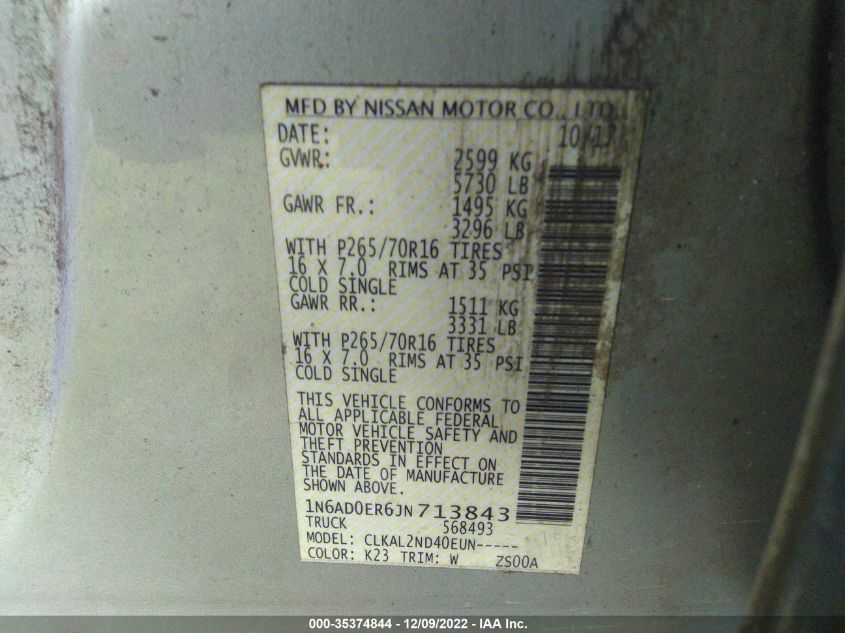 MFD BY NISSAN MOTOR CO., LTD.
DATE: 10/17
GVWR: 2599 KG
5730 LB
GAWR FR.: 1495 KG
3296 LB
WITH P265/70R16 TIRES
16 X 7.0 RIMS AT 35 PSI
COLD SINGLE
GAWR RR.: 1511 KG
3331 LB
WITH P265/70R16 TIRES
16 X 7.0 RIMS AT 35 PSI
COLD SINGLE
THIS VEHICLE CONFORMS TO
ALL APPLICABLE FEDERAL
MOTOR VEHICLE SAFETY AND
THEFT PREVENTION
STANDARDS IN EFFECT ON
THE DATE OF MANUFACTURE
SHOWN ABOVE.
1N6AD0ER6JN713843
TRUCK 568493
MODEL: CLKAL2ND40EUN-----
COLOR: K23 TRIM: W ZS00A
000-35374844 - 12/09/2022 - IAA Inc.